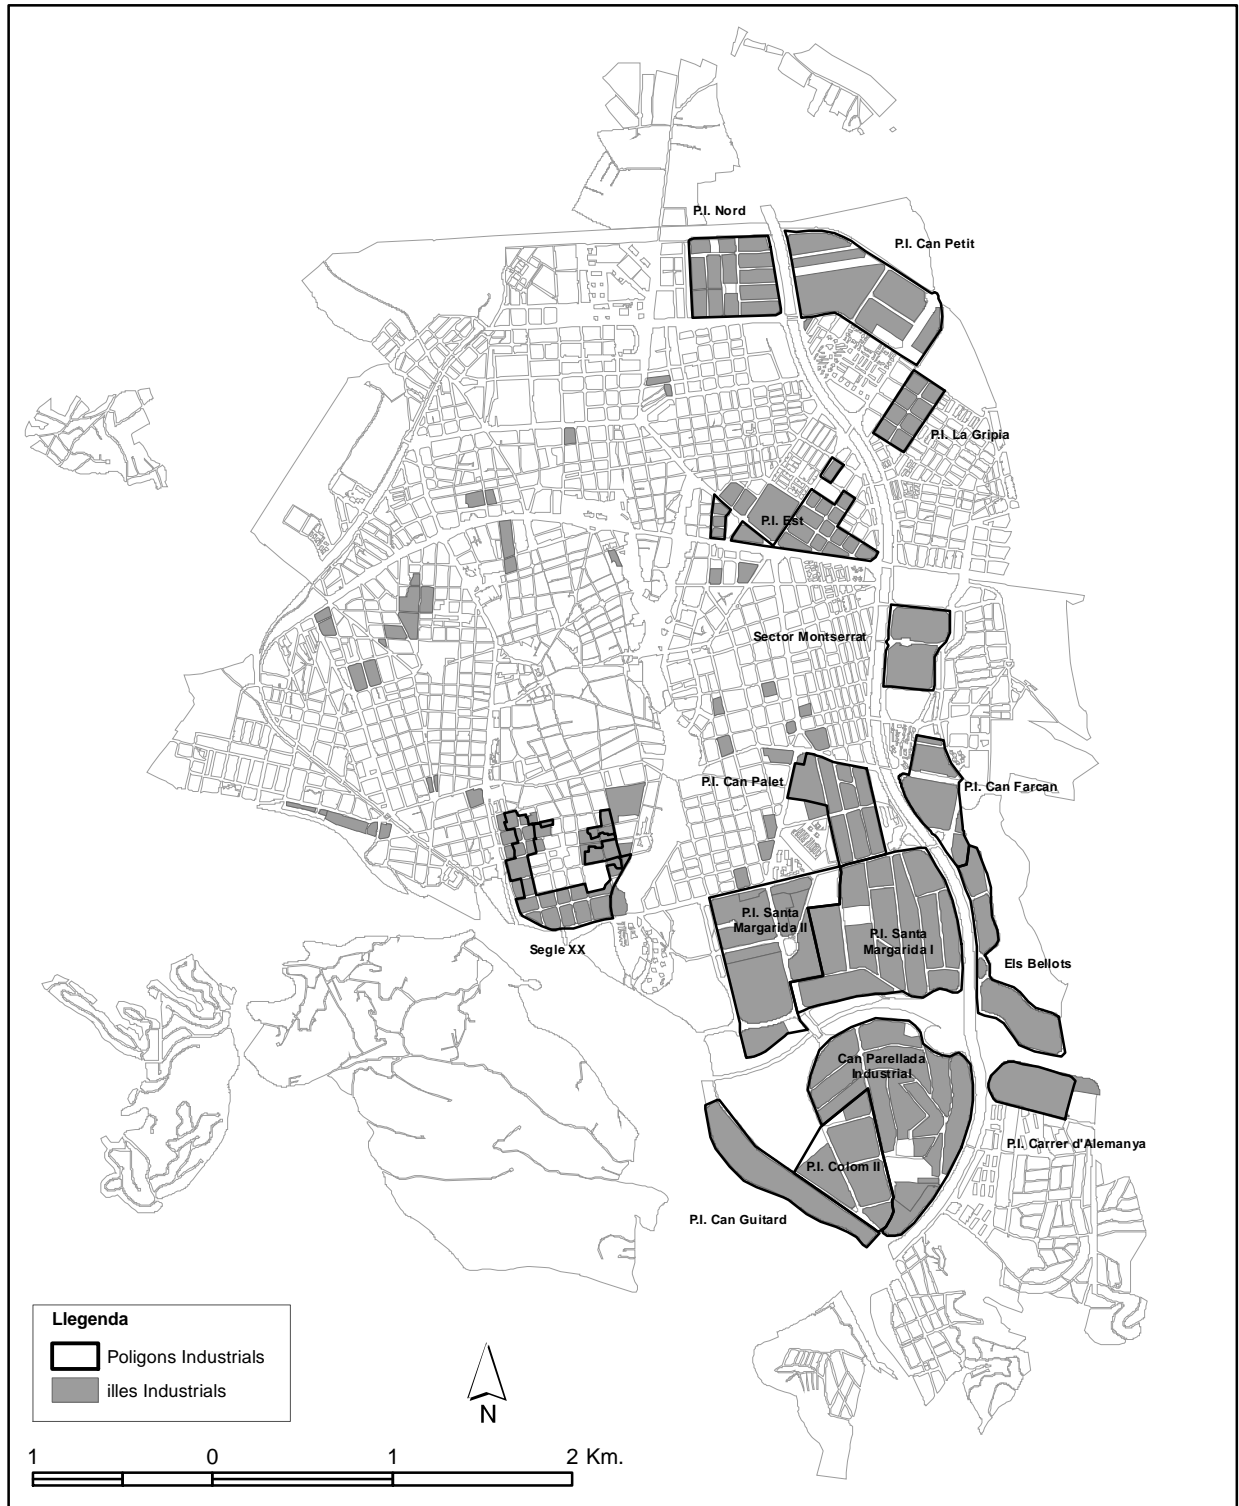 P.I. Nord
P.I. Can Petit
P.I. La Gripia
P.I. Est
Sector Montserrat
P.I. Can Palet
P.I. Can Farcan
P.I. Santa
Margarida II
P.I. Santa
Margarida I
Segle XX
Els Bellots
Can Parellada
Industrial
P.I. Carrer d'Alemanya
P.I. Colom II
P.I. Can Guitard
Llegenda
Poligons Industrials
illes Industrials
N
1 0 1 2 Km.